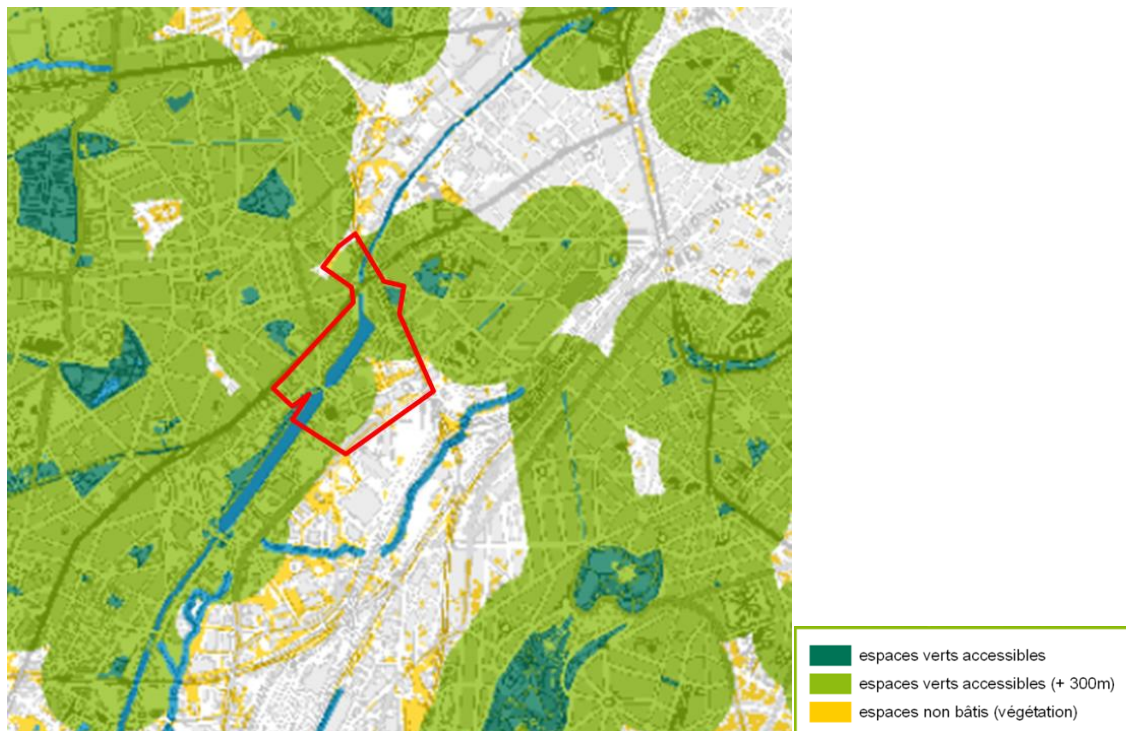 espaces verts accessibles
espaces verts accessibles (+ 300m)
espaces non bâtis (végétation)